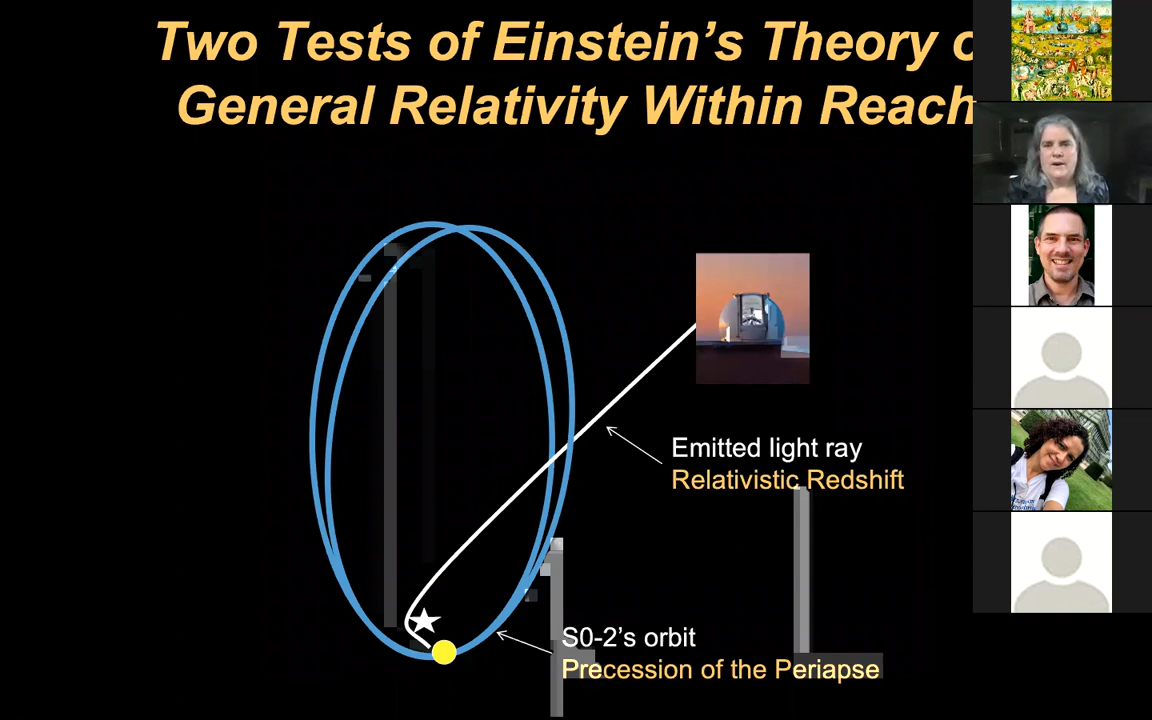 Two Tests of Einstein's Theory
General Relativity Within Reach
Emitted light ray
Relativistic Redshift
S0-2's orbit
Precession of the Periapse